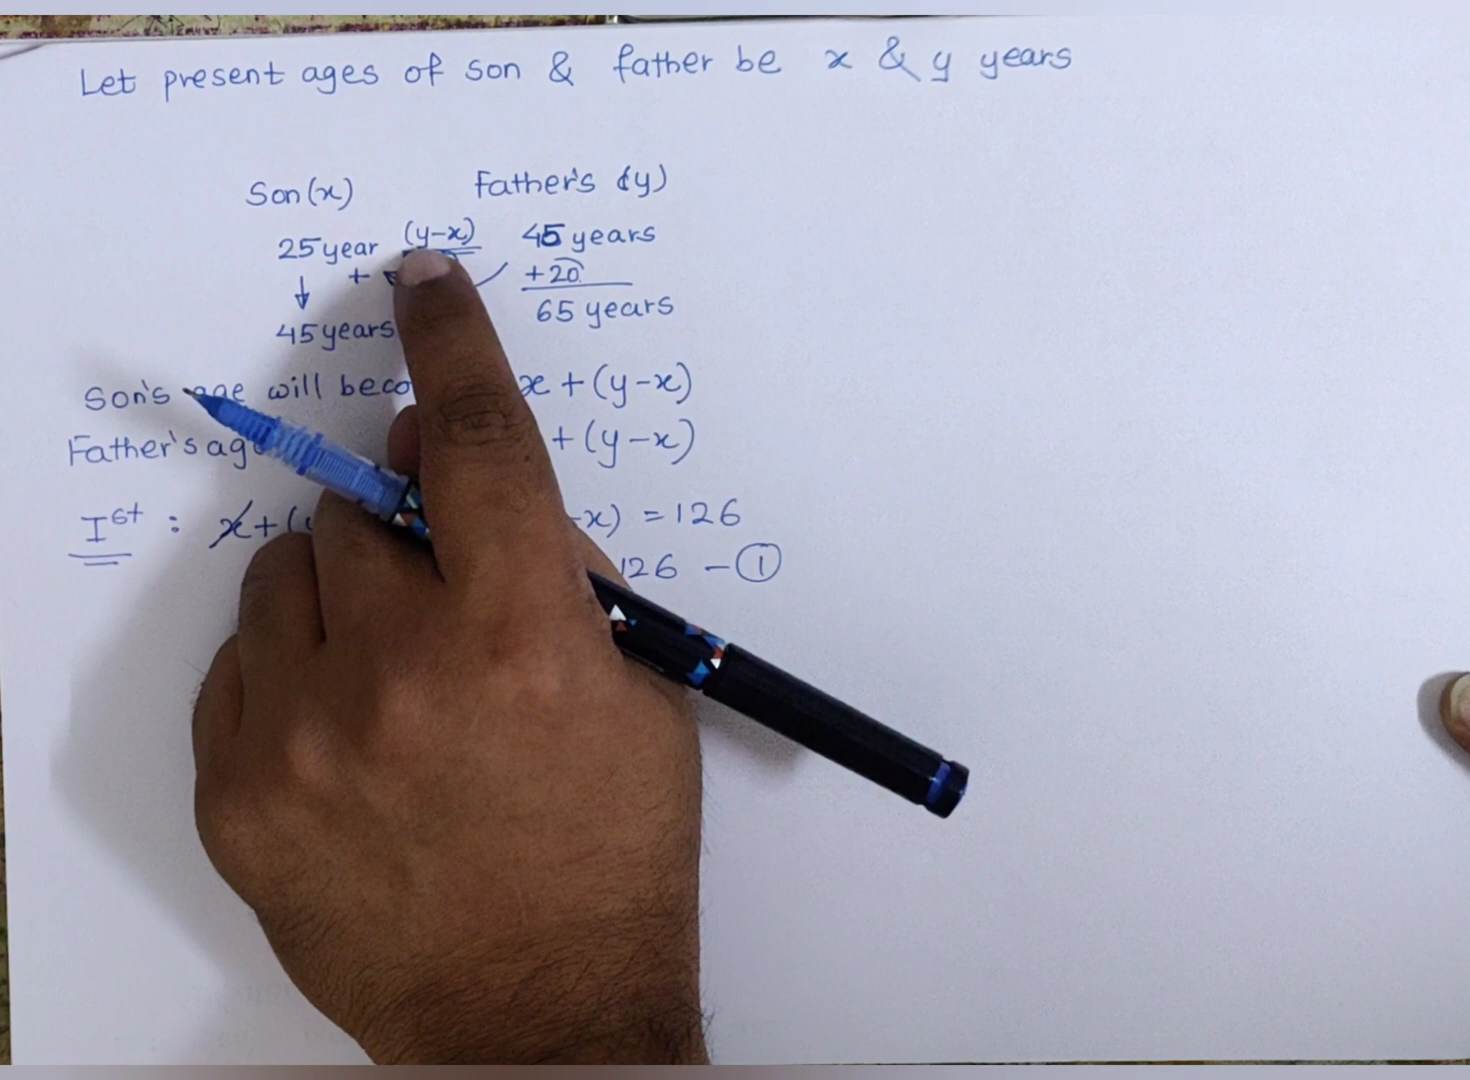 Let present ages of son & father be x & y years
Son(x) Father's (y)
25 year (y-x) 45 years
+ +20
↓ 65 years
45 years
Son's age will x+(y-x)
Father's +(y-x)
Ist : x+( -x) =126
126 -①